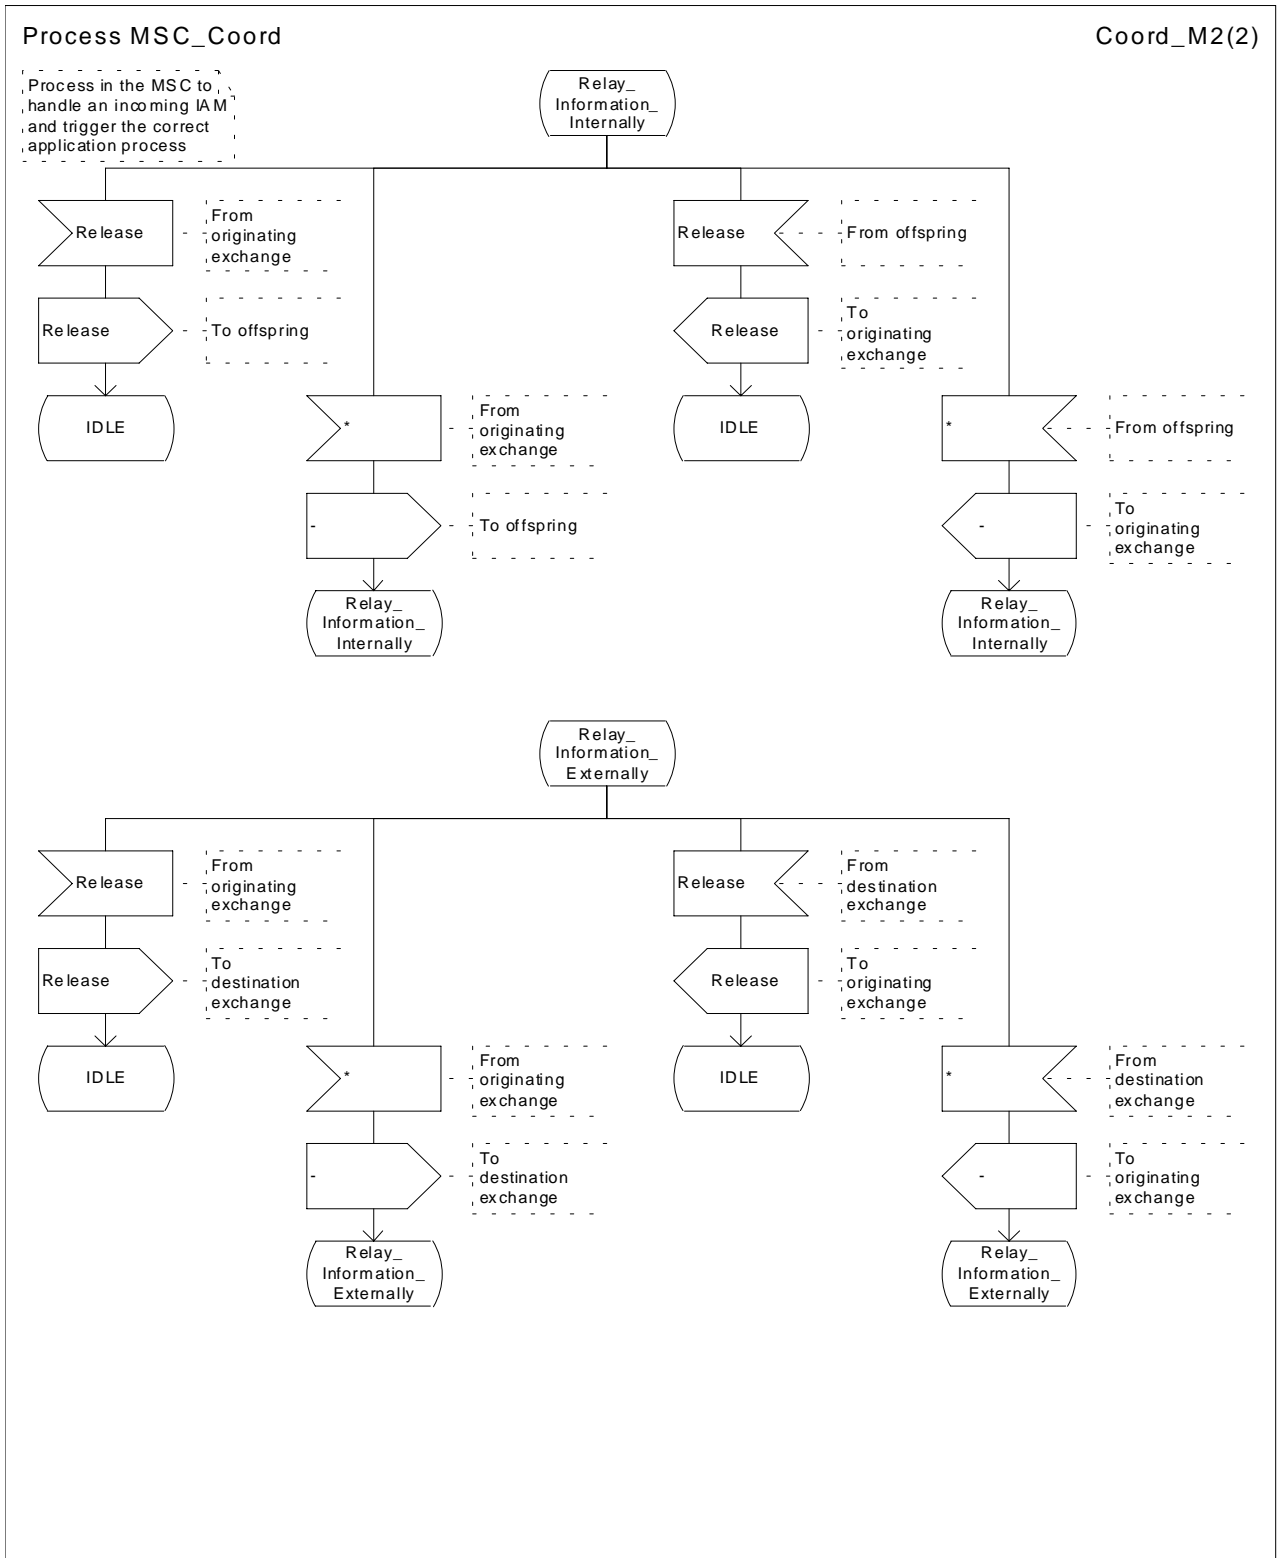 Process MSC_Coord
Coord_M2(2)
Process in the MSC to
handle an incoming IAM
and trigger the correct
application process
Relay_
Information_
Internally
Release
From
originating
exchange
Release
From offspring
Release
To offspring
Release
To
originating
exchange
IDLE
*
From
originating
exchange
IDLE
*
From offspring
-
To offspring
-
To
originating
exchange
Relay_
Information_
Internally
Relay_
Information_
Internally
Relay_
Information_
Externally
Release
From
originating
exchange
Release
From
destination
exchange
Release
To
destination
exchange
Release
To
originating
exchange
IDLE
*
From
originating
exchange
IDLE
*
From
destination
exchange
-
To
destination
exchange
-
To
originating
exchange
Relay_
Information_
Externally
Relay_
Information_
Externally